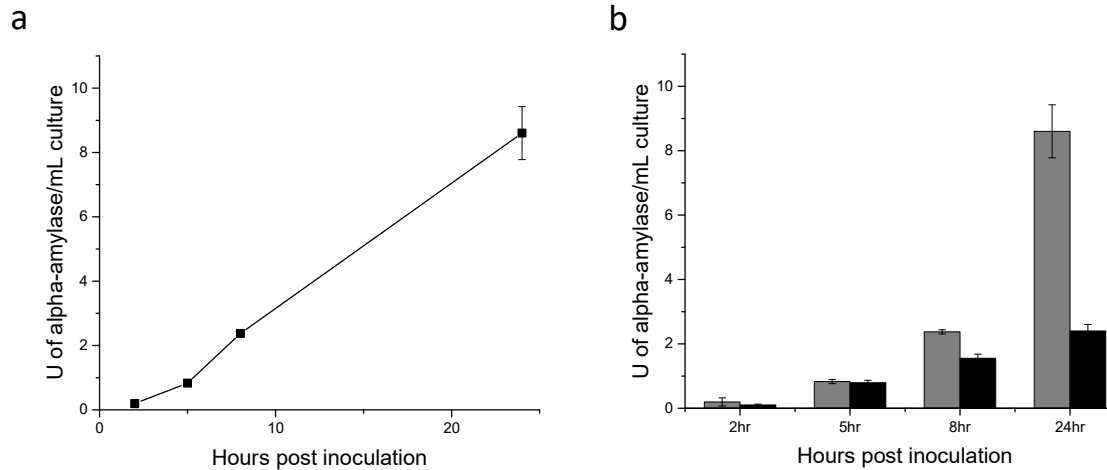 a
U of alpha-amylase/mL culture
10
8
6
4
2
0
0
10
20
Hours post inoculation
b
U of alpha-amylase/mL culture
10
8
6
4
2
0
2hr
5hr
8hr
24hr
Hours post inoculation